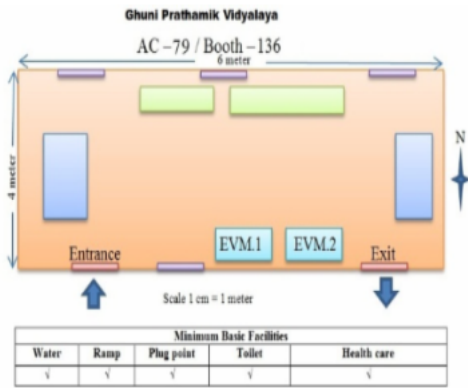 Ghuni Prathamik Vidyalaya
AC –79 / Booth –136
6 meter
4 meter
N
EVM.1 EVM.2
Entrance Exit
Scale 1 cm = 1 meter
Minimum Basic Facilities
Water Ramp Plug point Toilet Health care
√ √ √ √ √